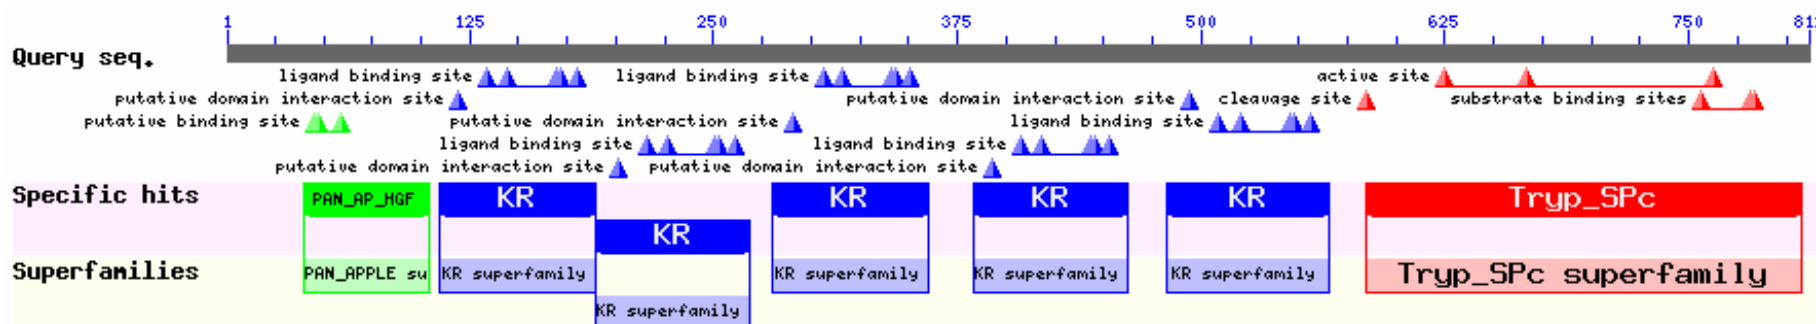 1 125 250 375 500 625 750 81
Query seq.
ligand binding site ligand binding site active site
putative domain interaction site putative domain interaction site cleavage site substrate binding sites
putative binding site putative domain interaction site ligand binding site
ligand binding site ligand binding site
putative domain interaction site putative domain interaction site
Specific hits PAN_AP_HGF KR KR KR KR Tryp_SPc
KR
Superfamilies PAN_APPLE su KR superfamily KR superfamily KR superfamily KR superfamily Tryp_SPc superfamily
KR superfamily